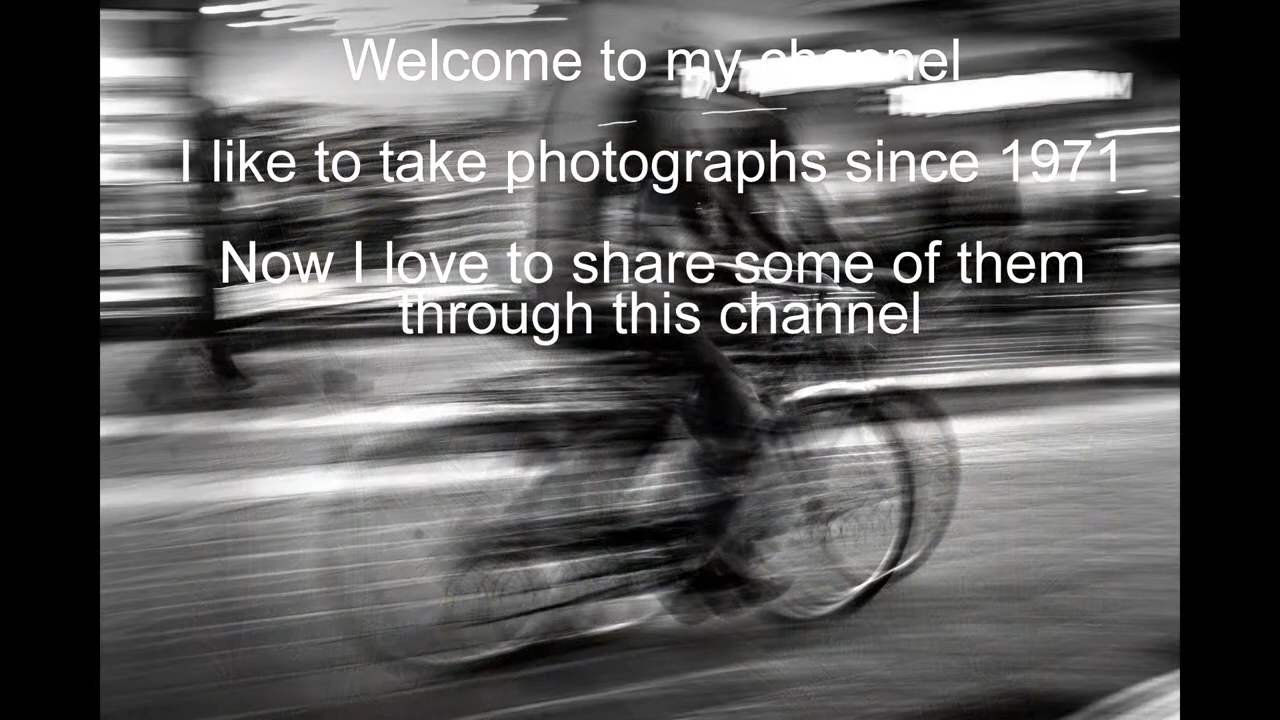 Welcome to my channel
I like to take photographs since 1971
Now I love to share some of them
through this channel